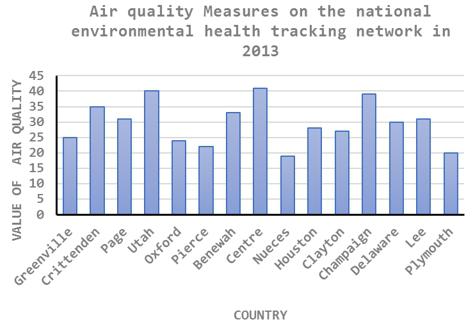 Air quality Measures on the national
environmental health tracking network in
2013
VALUE OF AIR QUALITY
45
40
35
30
25
20
15
10
5
0
Greenville
Crittenden
Page
Utah
Oxford
Pierce
Benewah
Centre
Nueces
Houston
Clayton
Champaign
Delaware
Lee
Plymouth
COUNTRY